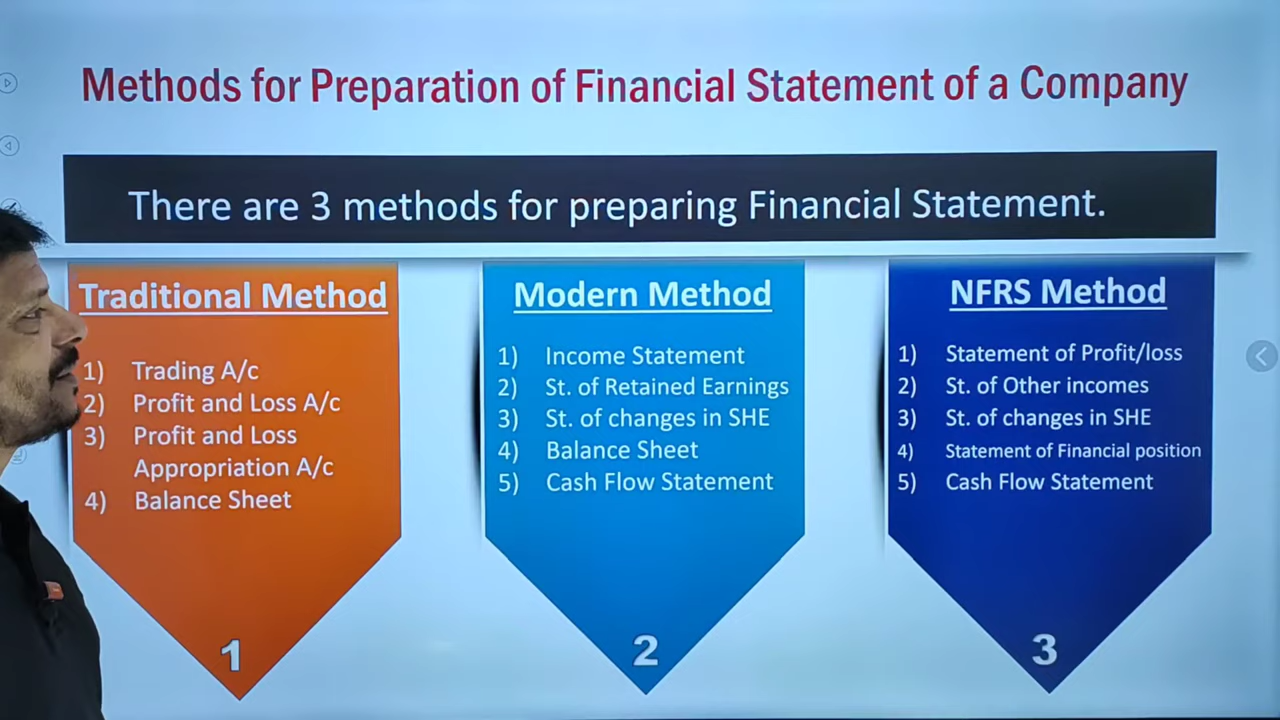 Methods for Preparation of Financial Statement of a Company
There are 3 methods for preparing Financial Statement.
Traditional Method
1) Trading A/c
2) Profit and Loss A/c
3) Profit and Loss
Appropriation A/c
4) Balance Sheet
1
Modern Method
1) Income Statement
2) St. of Retained Earnings
3) St. of changes in SHE
4) Balance Sheet
5) Cash Flow Statement
2
NFRS Method
1) Statement of Profit/loss
2) St. of Other incomes
3) St. of changes in SHE
4) Statement of Financial position
5) Cash Flow Statement
3